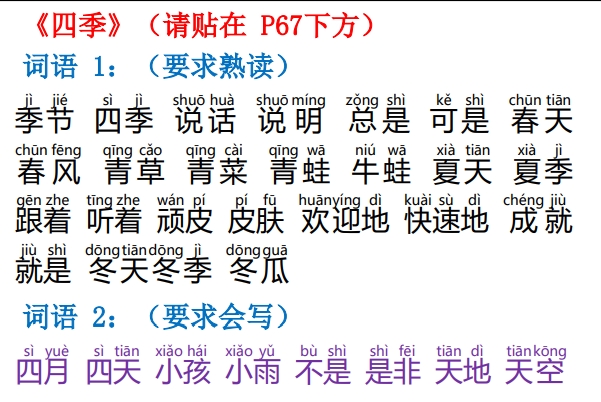 《四季》（请贴在 P67下方）
词语 1：（要求熟读）
jì jié sì jì shuō huà shuō míng zǒng shì kě shì chūn tiān
季节 四季 说话 说明 总是 可是 春天
chūn fēng qīng cǎo qīng cài qīng wā niú wā xià tiān xià jì
春风 青草 青菜 青蛙 牛蛙 夏天 夏季
gēn zhe tīng zhe wán pí pí fū huānyíng dì kuài sù dì chéng jiù
跟着 听着 顽皮 皮肤 欢迎地 快速地 成就
jiù shì dōng tiān dōng jì dōng guā
就是 冬天冬季 冬瓜
词语 2：（要求会写）
sì yuè sì tiān xiǎo hái xiǎo yǔ bù shì shì fēi tiān dì tiān kōng
四月 四天 小孩 小雨 不是 是非 天地 天空